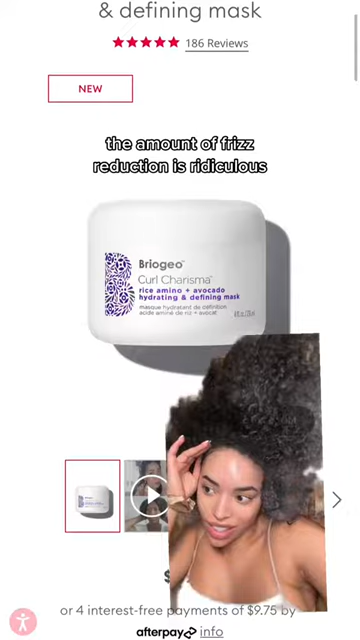 & defining mask
186 Reviews
NEW
the amount of frizz
reduction is ridiculous
Briogeo™
Curl Charisma™
rice amino + avocado
hydrating & defining mask
masque hydratant de définition
acide aminé de riz + avocat
or 4 interest-free payments of $9.75 by
afterpay info